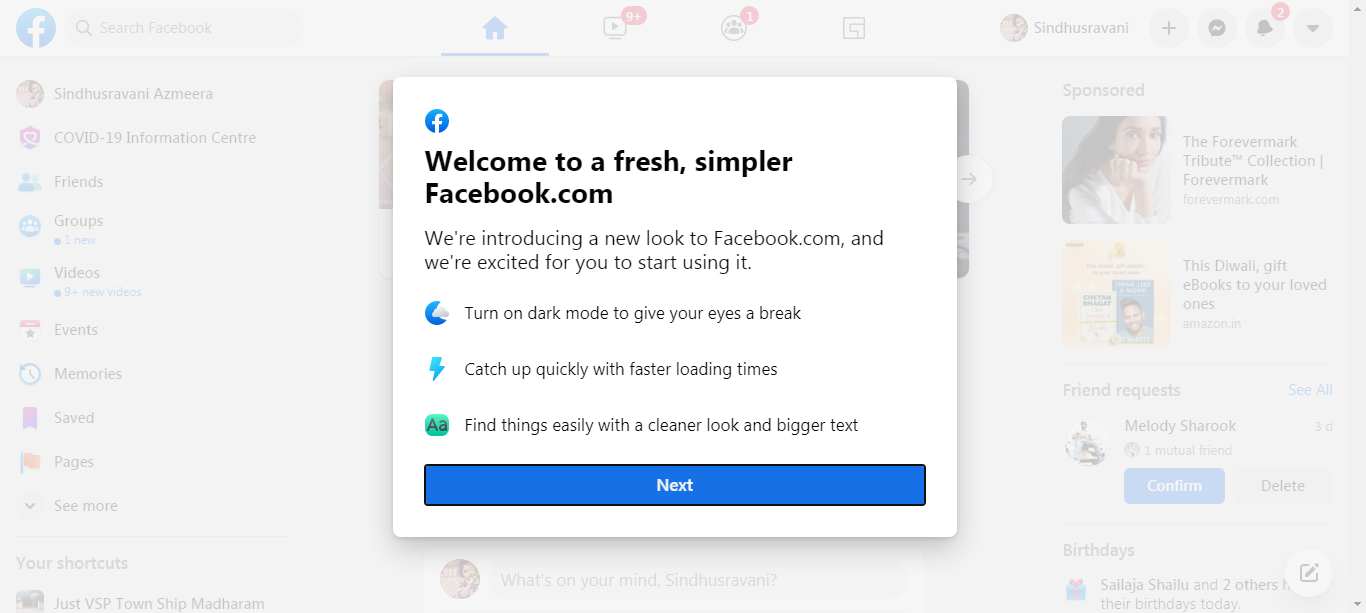 Search Facebook
9+
1
Sindhusravani
2
Sindhusravani Azmeera
COVID-19 Information Centre
Friends
Groups
1 new
Videos
9+ new videos
Events
Memories
Saved
Pages
See more
Your shortcuts
Just VSP Town Ship Madharam
Welcome to a fresh, simpler
Facebook.com
We're introducing a new look to Facebook.com, and
we're excited for you to start using it.
Turn on dark mode to give your eyes a break
Catch up quickly with faster loading times
Aa
Find things easily with a cleaner look and bigger text
Next
What's on your mind, Sindhusravani?
Sponsored
The Forevermark
Tribute™ Collection |
Forevermark
forevermark.com
CHETAN
BHAGAT
THINK LIKE
A MONK
This Diwali, gift
eBooks to your loved
ones
amazon.in
Friend requests
See All
Melody Sharook
3 d
1 mutual friend
Confirm
Delete
Birthdays
Sailaja Shailu and 2 others
their birthdays today.